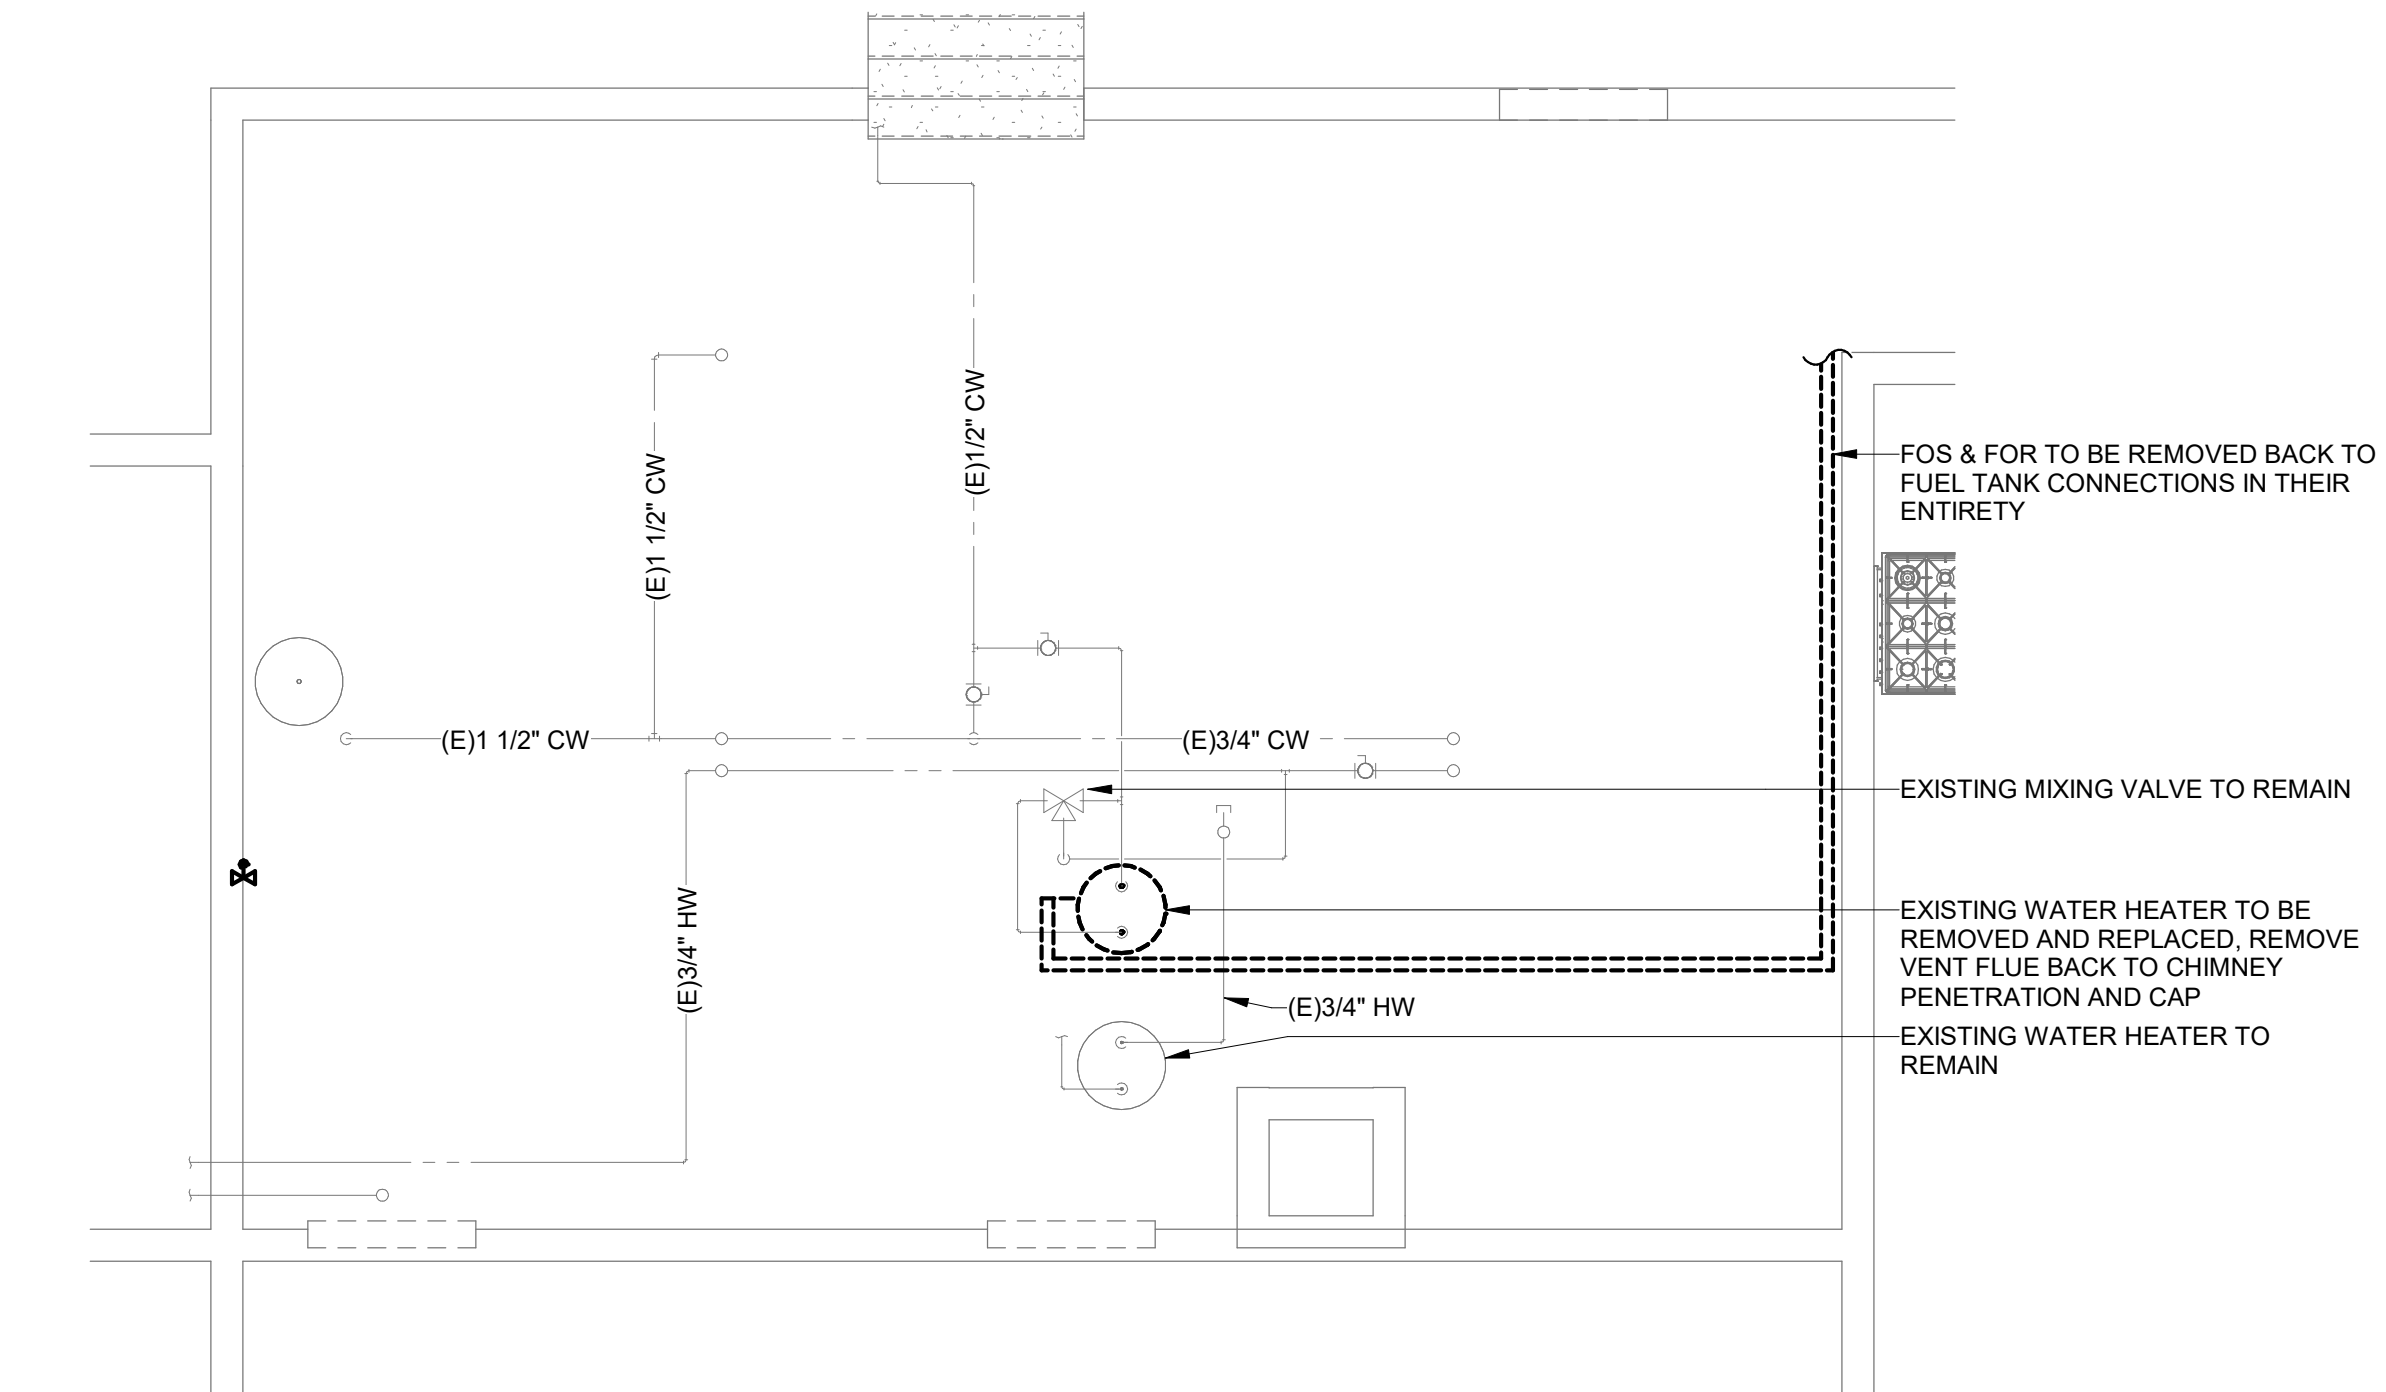 (E)1/2" CW
(E)1 1/2" CW
FOS & FOR TO BE REMOVED BACK TO
FUEL TANK CONNECTIONS IN THEIR
ENTIRETY
(E)1 1/2" CW
(E)3/4" CW
EXISTING MIXING VALVE TO REMAIN
(E)3/4" HW
EXISTING WATER HEATER TO BE
REMOVED AND REPLACED, REMOVE
VENT FLUE BACK TO CHIMNEY
PENETRATION AND CAP
(E)3/4" HW
EXISTING WATER HEATER TO
REMAIN